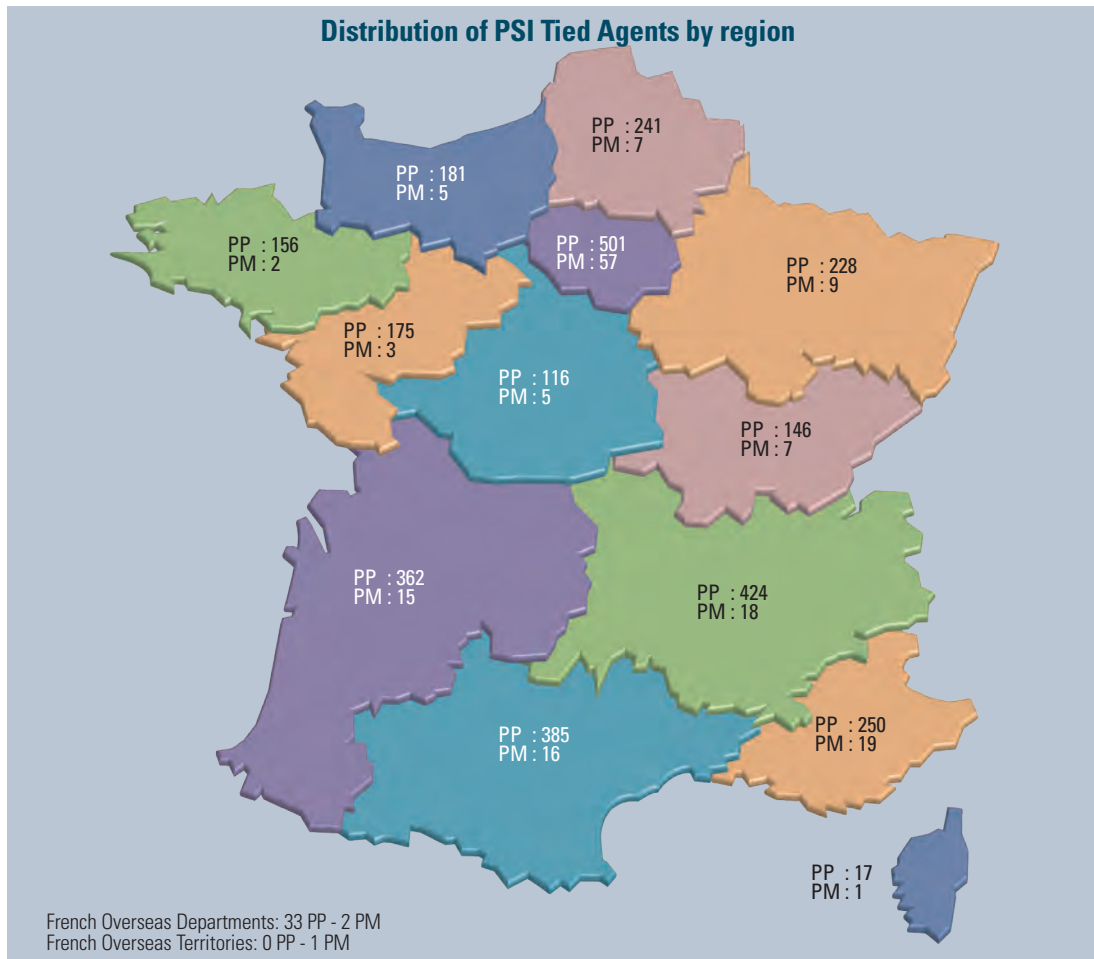 Distribution of PSI Tied Agents by region
PP : 241
PM : 7
PP : 181
PM : 5
PP : 156
PM : 2
PP : 501
PM : 57
PP : 228
PM : 9
PP : 175
PM : 3
PP : 116
PM : 5
PP : 146
PM : 7
PP : 362
PM : 15
PP : 424
PM : 18
PP : 385
PM : 16
PP : 250
PM : 19
PP : 17
PM : 1
French Overseas Departments: 33 PP - 2 PM
French Overseas Territories: 0 PP - 1 PM